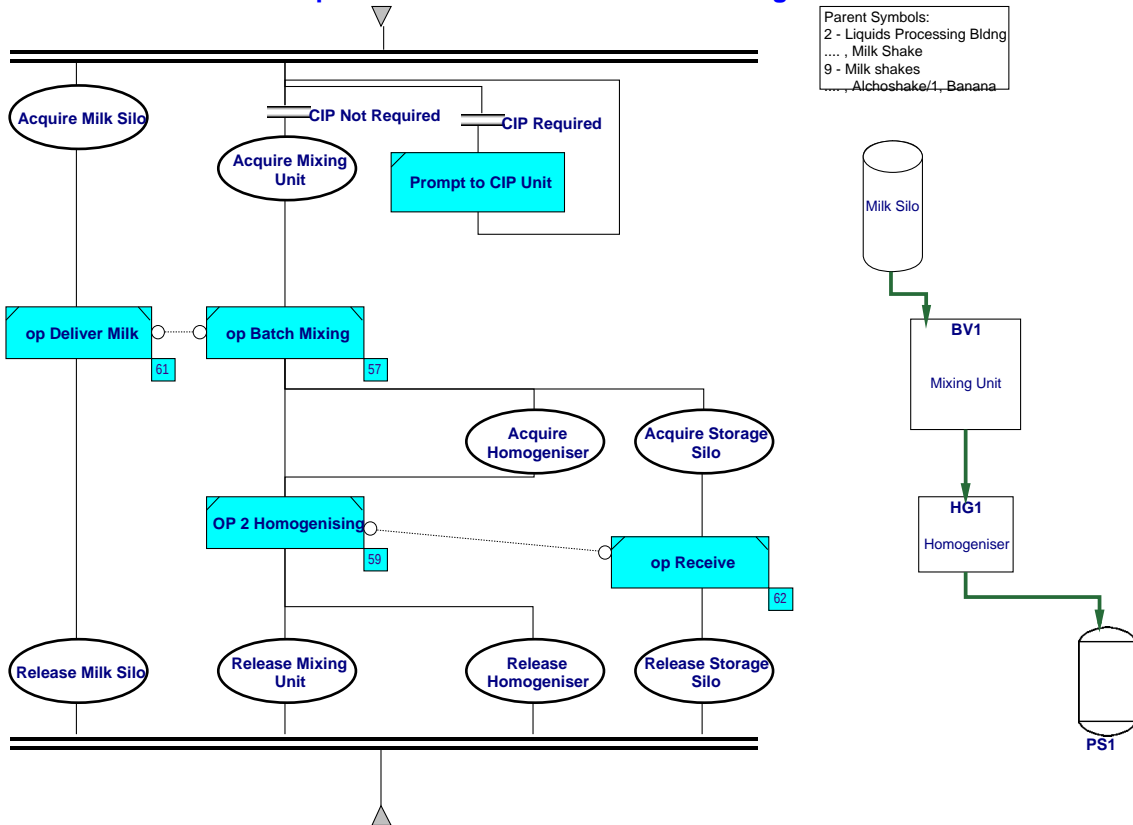 Parent Symbols:
2 - Liquids Processing Bldng
.... , Milk Shake
9 - Milk shakes
...., Alchoshake/1, Banana
Acquire Milk Silo
CIP Not Required
CIP Required
Acquire Mixing
Unit
Prompt to CIP Unit
Milk Silo
op Deliver Milk
61
op Batch Mixing
57
BV1
Mixing Unit
Acquire
Homogeniser
Acquire Storage
Silo
OP 2 Homogenising
59
op Receive
62
HG1
Homogeniser
Release Milk Silo
Release Mixing
Unit
Release
Homogeniser
Release Storage
Silo
PS1